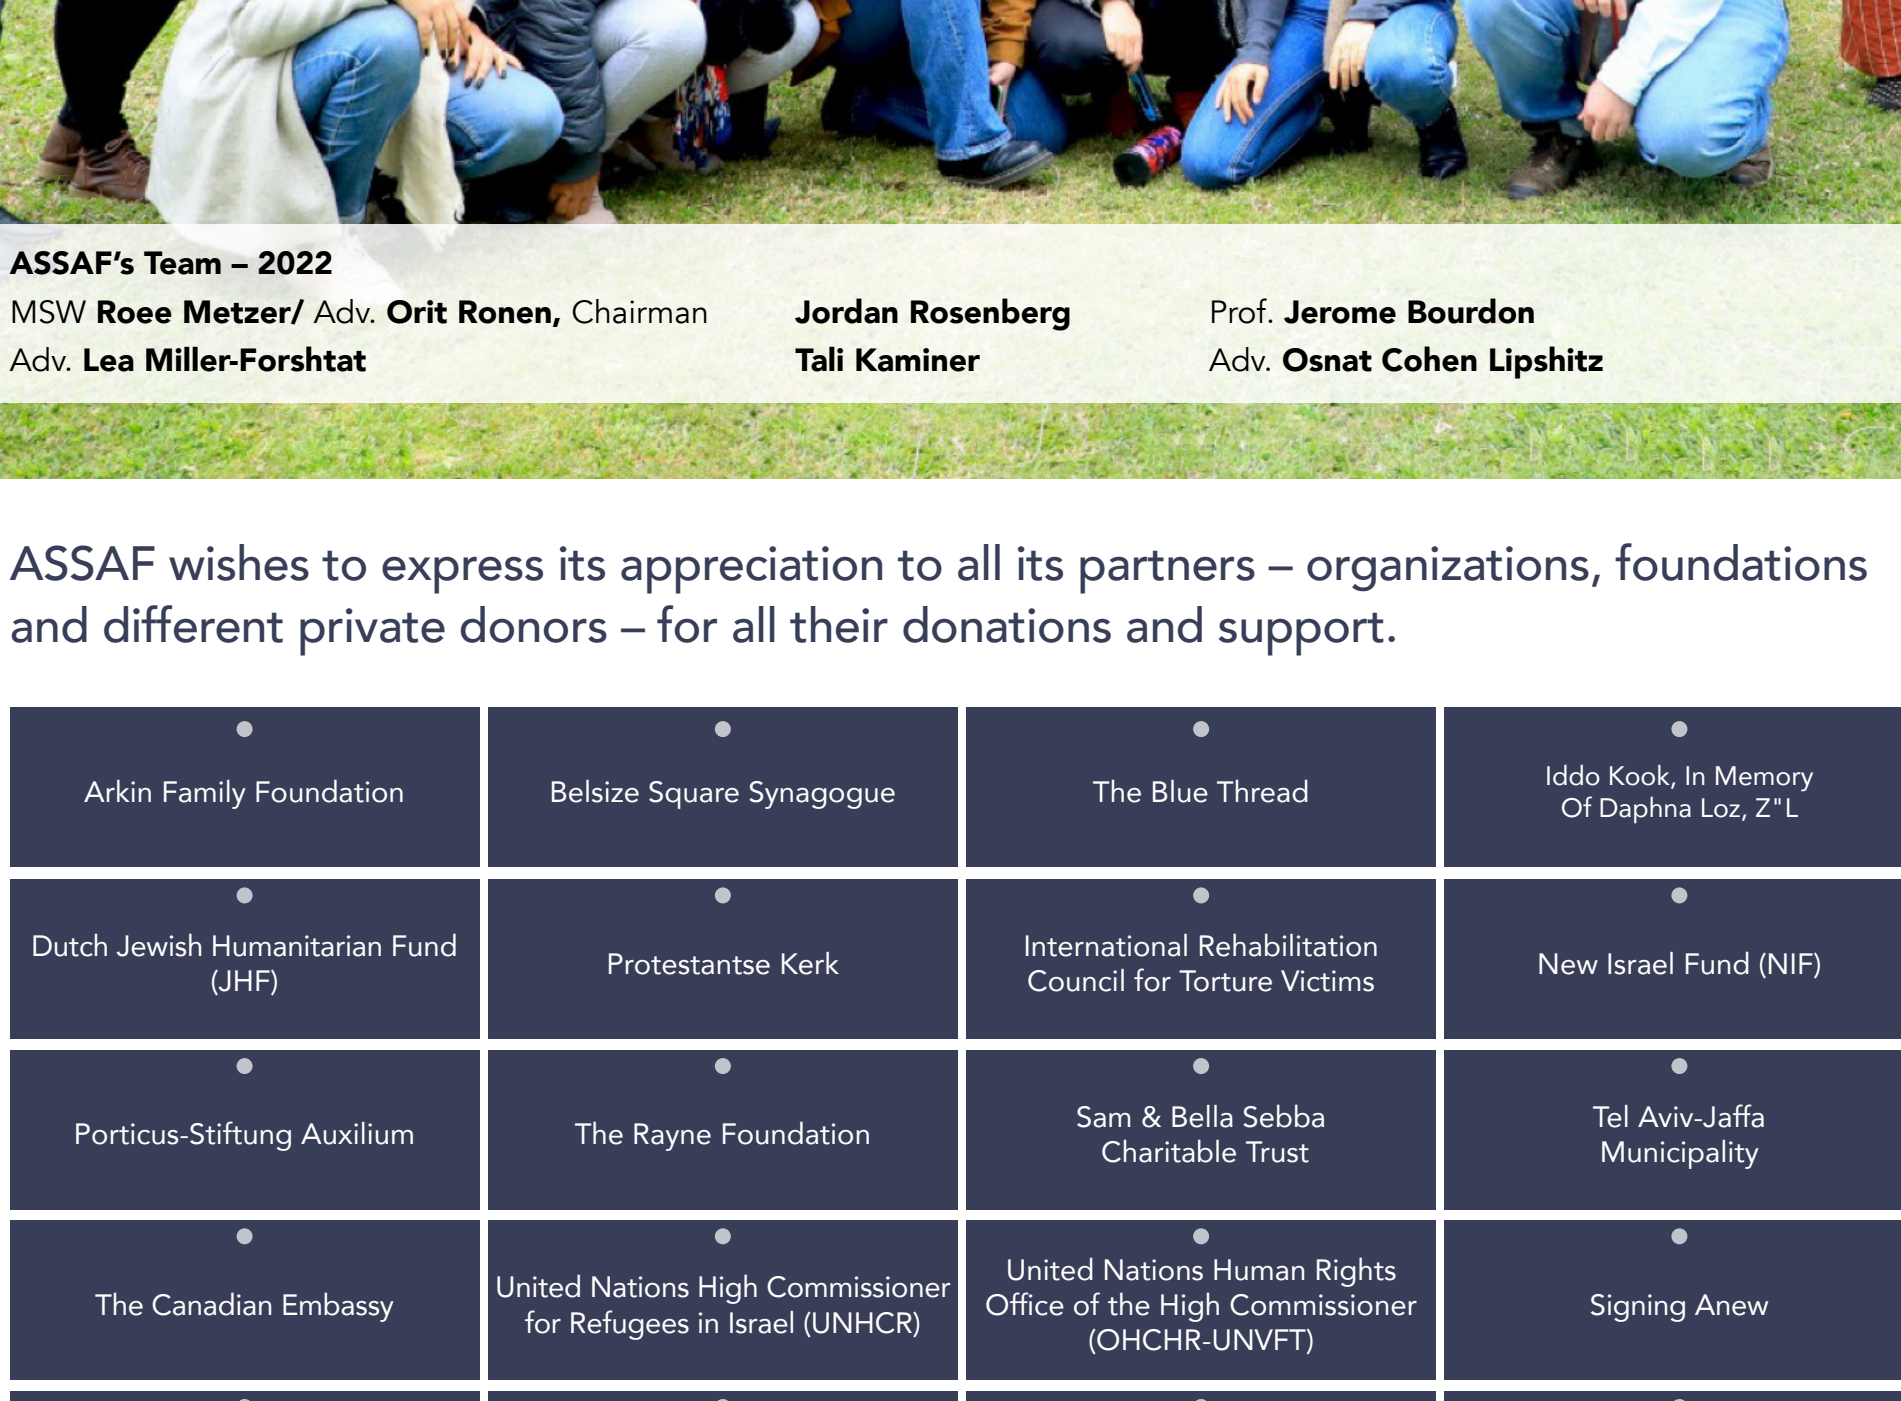 ASSAF’s Team – 2022
MSW Roee Metzer/ Adv. Orit Ronen, Chairman
Adv. Lea Miller-Forshtat
Jordan Rosenberg
Tali Kaminer
Prof. Jerome Bourdon
Adv. Osnat Cohen Lipshitz
ASSAF wishes to express its appreciation to all its partners – organizations, foundations
and different private donors – for all their donations and support.
Arkin Family Foundation
Belsize Square Synagogue
The Blue Thread
Iddo Kook, In Memory
Of Daphna Loz, Z"L
Dutch Jewish Humanitarian Fund
(JHF)
Protestantse Kerk
International Rehabilitation
Council for Torture Victims
New Israel Fund (NIF)
Porticus-Stiftung Auxilium
The Rayne Foundation
Sam & Bella Sebba
Charitable Trust
Tel Aviv-Jaffa
Municipality
The Canadian Embassy
United Nations High Commissioner
for Refugees in Israel (UNHCR)
United Nations Human Rights
Office of the High Commissioner
(OHCHR-UNVFT)
Signing Anew